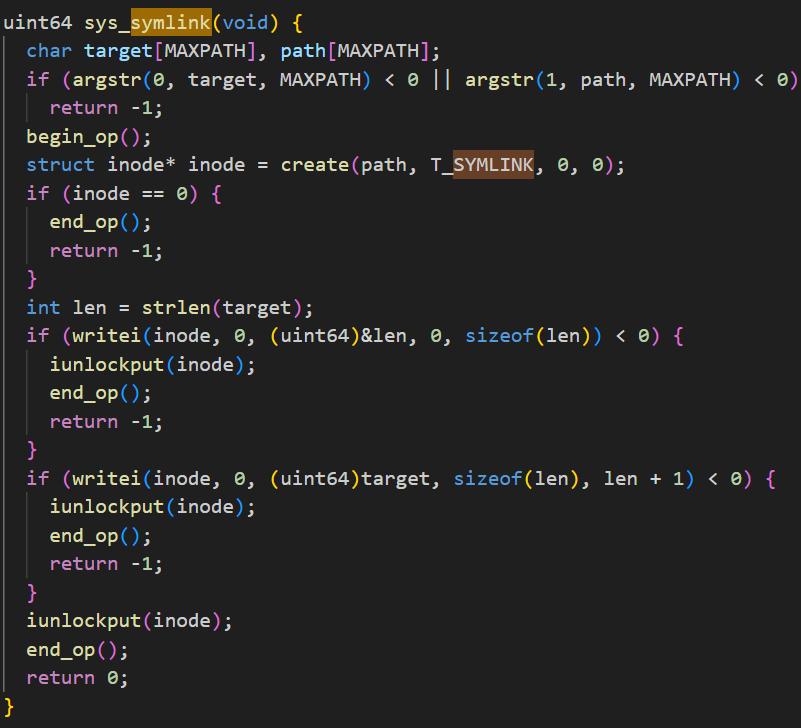 uint64 sys_symlink(void) {
  char target[MAXPATH], path[MAXPATH];
  if (argstr(0, target, MAXPATH) < 0 || argstr(1, path, MAXPATH) < 0)
    return -1;
  begin_op();
  struct inode* inode = create(path, T_SYMLINK, 0, 0);
  if (inode == 0) {
    end_op();
    return -1;
  }
  int len = strlen(target);
  if (writei(inode, 0, (uint64)&len, 0, sizeof(len)) < 0) {
    iunlockput(inode);
    end_op();
    return -1;
  }
  if (writei(inode, 0, (uint64)target, sizeof(len), len + 1) < 0) {
    iunlockput(inode);
    end_op();
    return -1;
  }
  iunlockput(inode);
  end_op();
  return 0;
}